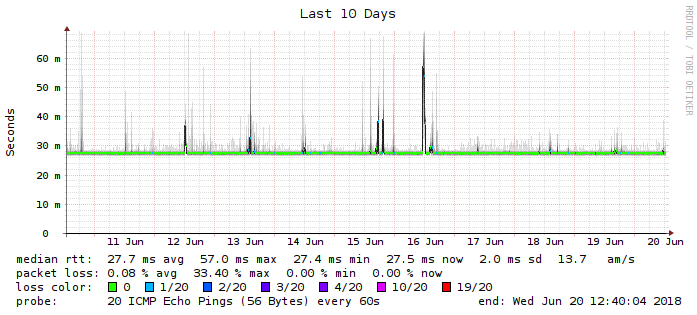 Last 10 Days
RRDTOOL / TOBI OETIKER
Seconds
60 m
50 m
40 m
30 m
20 m
10 m
0
11 Jun 12 Jun 13 Jun 14 Jun 15 Jun 16 Jun 17 Jun 18 Jun 19 Jun 20 Jun
median rtt: 27.7 ms avg 57.0 ms max 27.4 ms min 27.5 ms now 2.0 ms sd 13.7 am/s
packet loss: 0.08 % avg 33.40 % max 0.00 % min 0.00 % now
loss color: 0 1/20 2/20 3/20 4/20 10/20 19/20
probe: 20 ICMP Echo Pings (56 Bytes) every 60s end: Wed Jun 20 12:40:04 2018